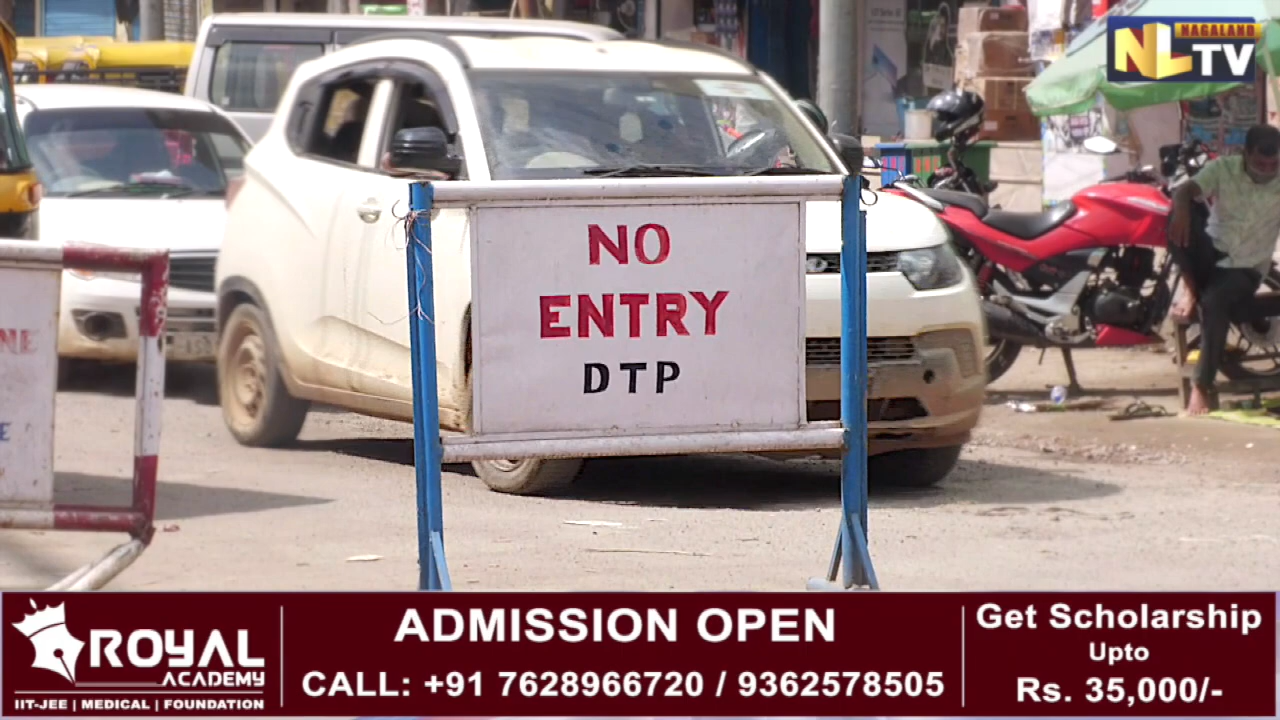 NAGALAND
NL TV
NO
ENTRY
DTP
NE
E
ROYAL
ACADEMY
IIT-JEE | MEDICAL | FOUNDATION
ADMISSION OPEN
CALL: +91 7628966720 / 9362578505
Get Scholarship
Upto
Rs. 35,000/-